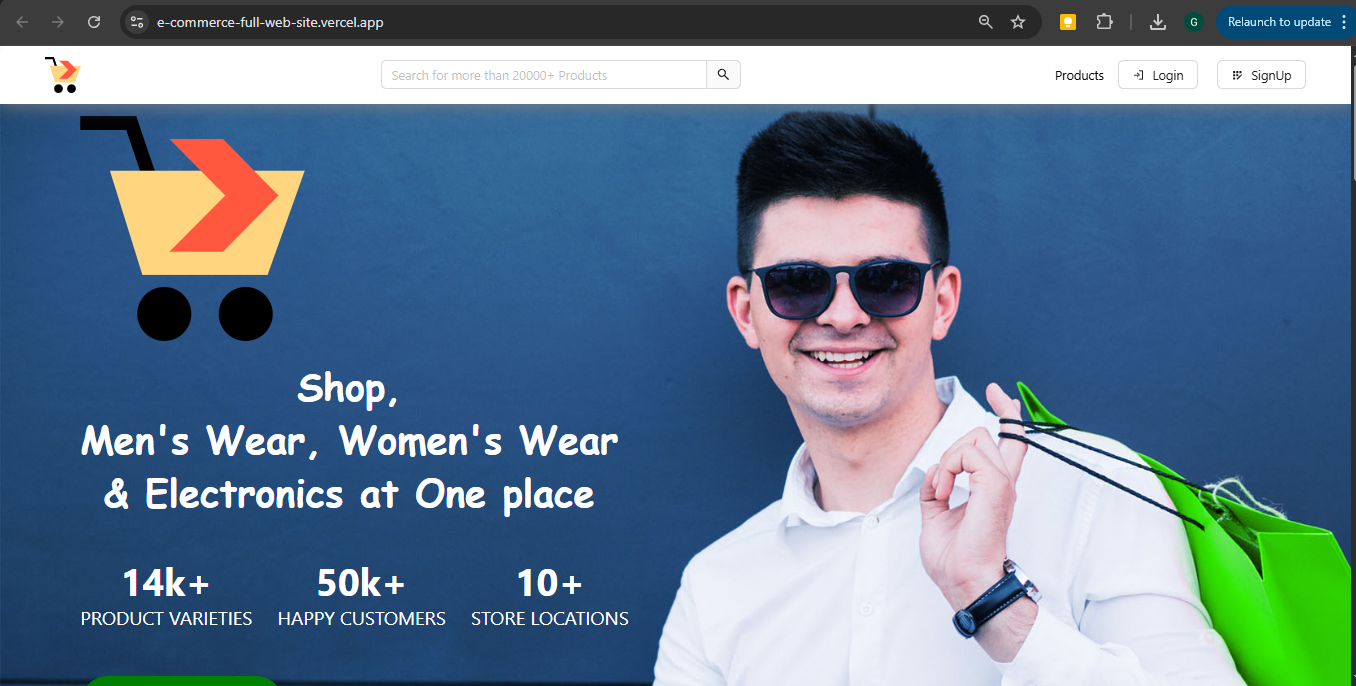 e-commerce-full-web-site.vercel.app
G
Relaunch to update
Search for more than 20000+ Products
Products
Login
SignUp
Shop,
Men's Wear, Women's Wear
& Electronics at One place
14k+ 50k+ 10+
PRODUCT VARIETIES HAPPY CUSTOMERS STORE LOCATIONS